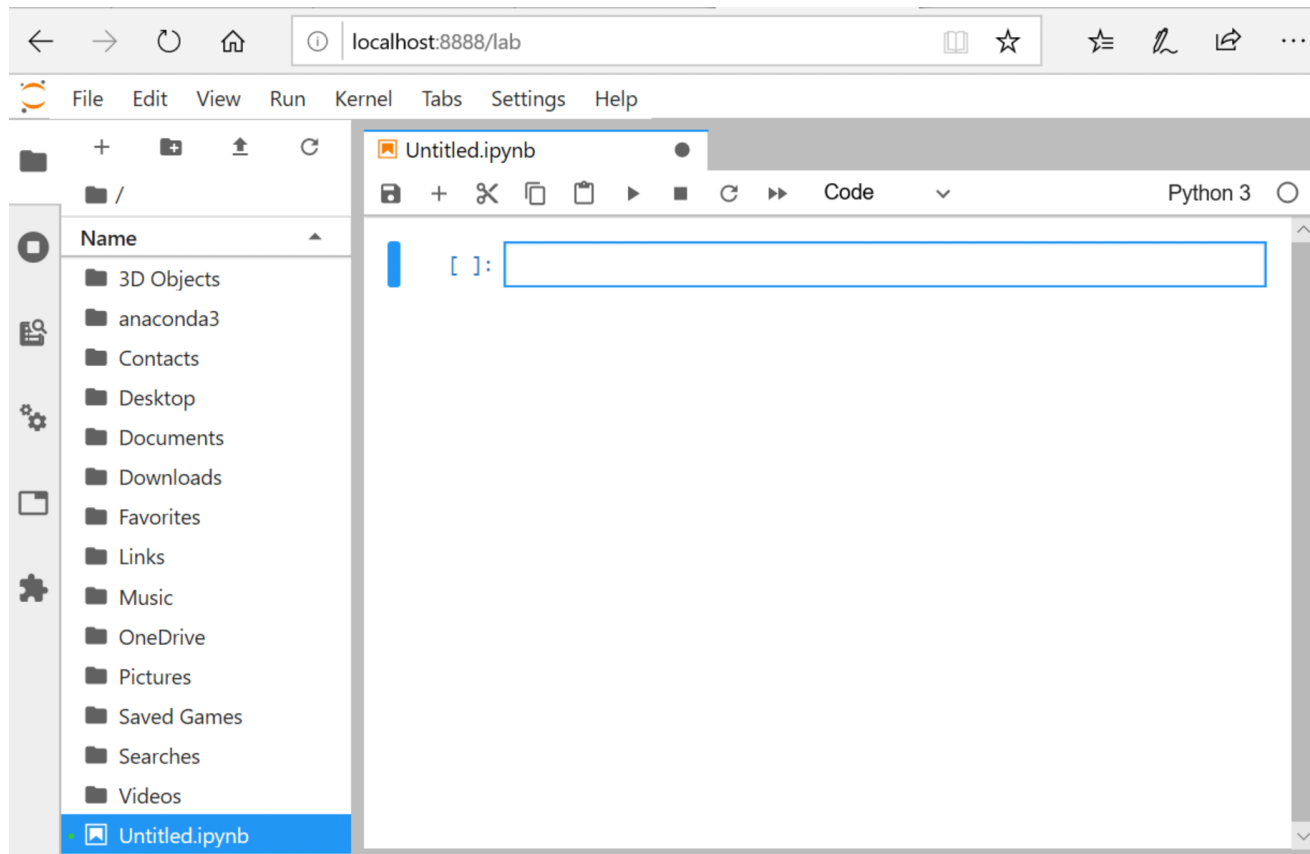 localhost:8888/lab
File Edit View Run Kernel Tabs Settings Help
Untitled.ipynb
/
Code Python 3
Name
[ ]:
3D Objects
anaconda3
Contacts
Desktop
Documents
Downloads
Favorites
Links
Music
OneDrive
Pictures
Saved Games
Searches
Videos
Untitled.ipynb